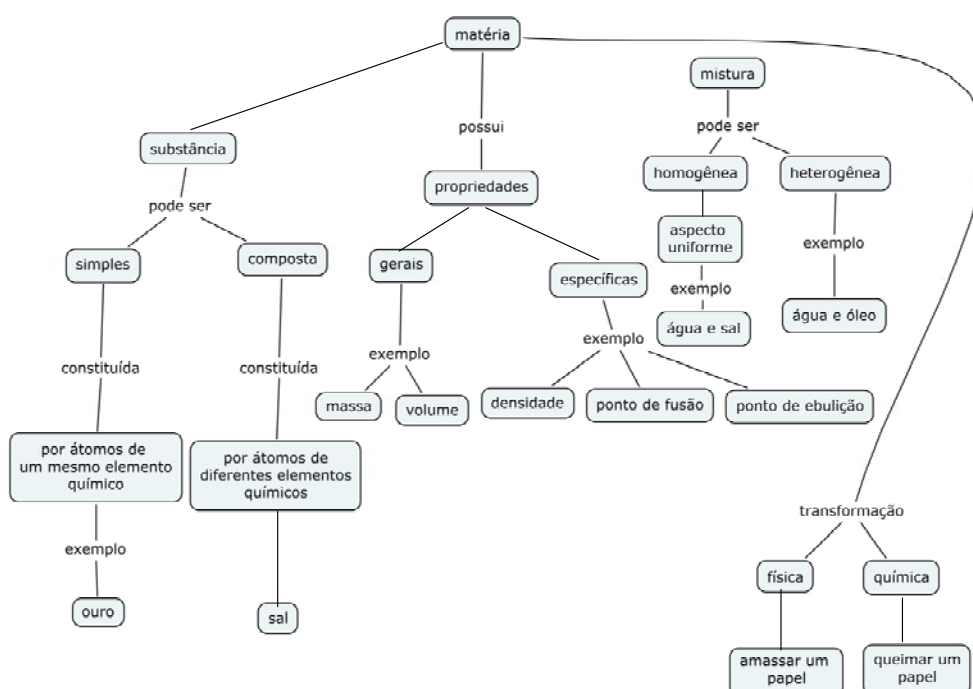 matéria
possui
substância
pode ser
simples
composta
constituída
constituída
por átomos de
um mesmo elemento
químico
por átomos de
diferentes elementos
químicos
exemplo
ouro
sal
propriedades
gerais
específicas
exemplo
massa
volume
exemplo
densidade
ponto de fusão
ponto de ebulição
mistura
pode ser
homogênea
heterogênea
aspecto
uniforme
exemplo
água e sal
exemplo
água e óleo
transformação
física
química
amassar um
papel
queimar um
papel